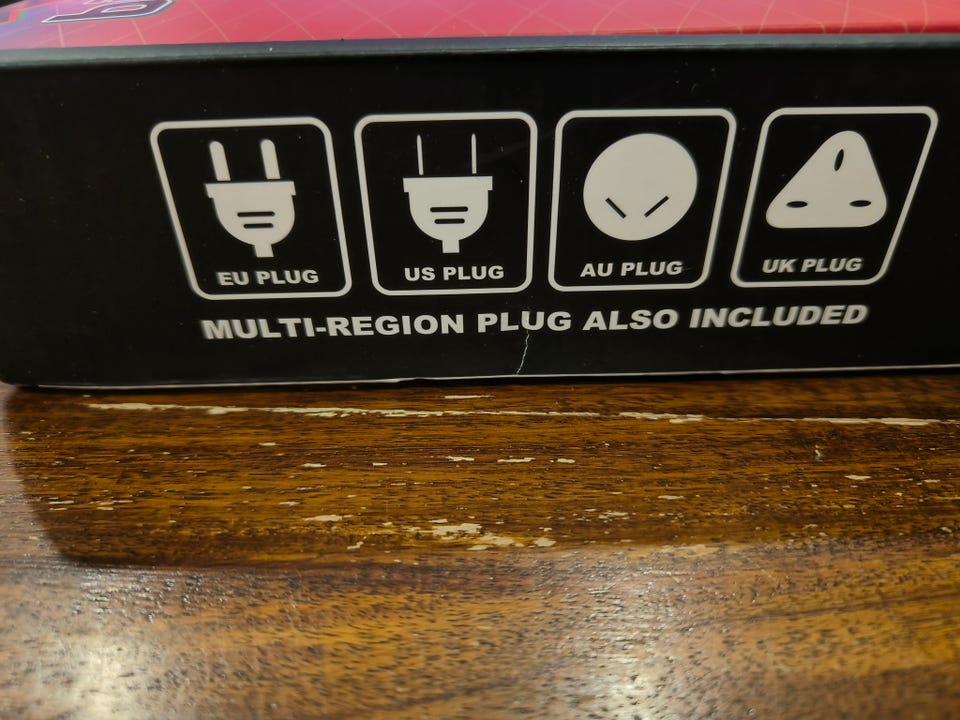 EU PLUG
US PLUG
AU PLUG
UK PLUG
MULTI-REGION PLUG ALSO INCLUDED